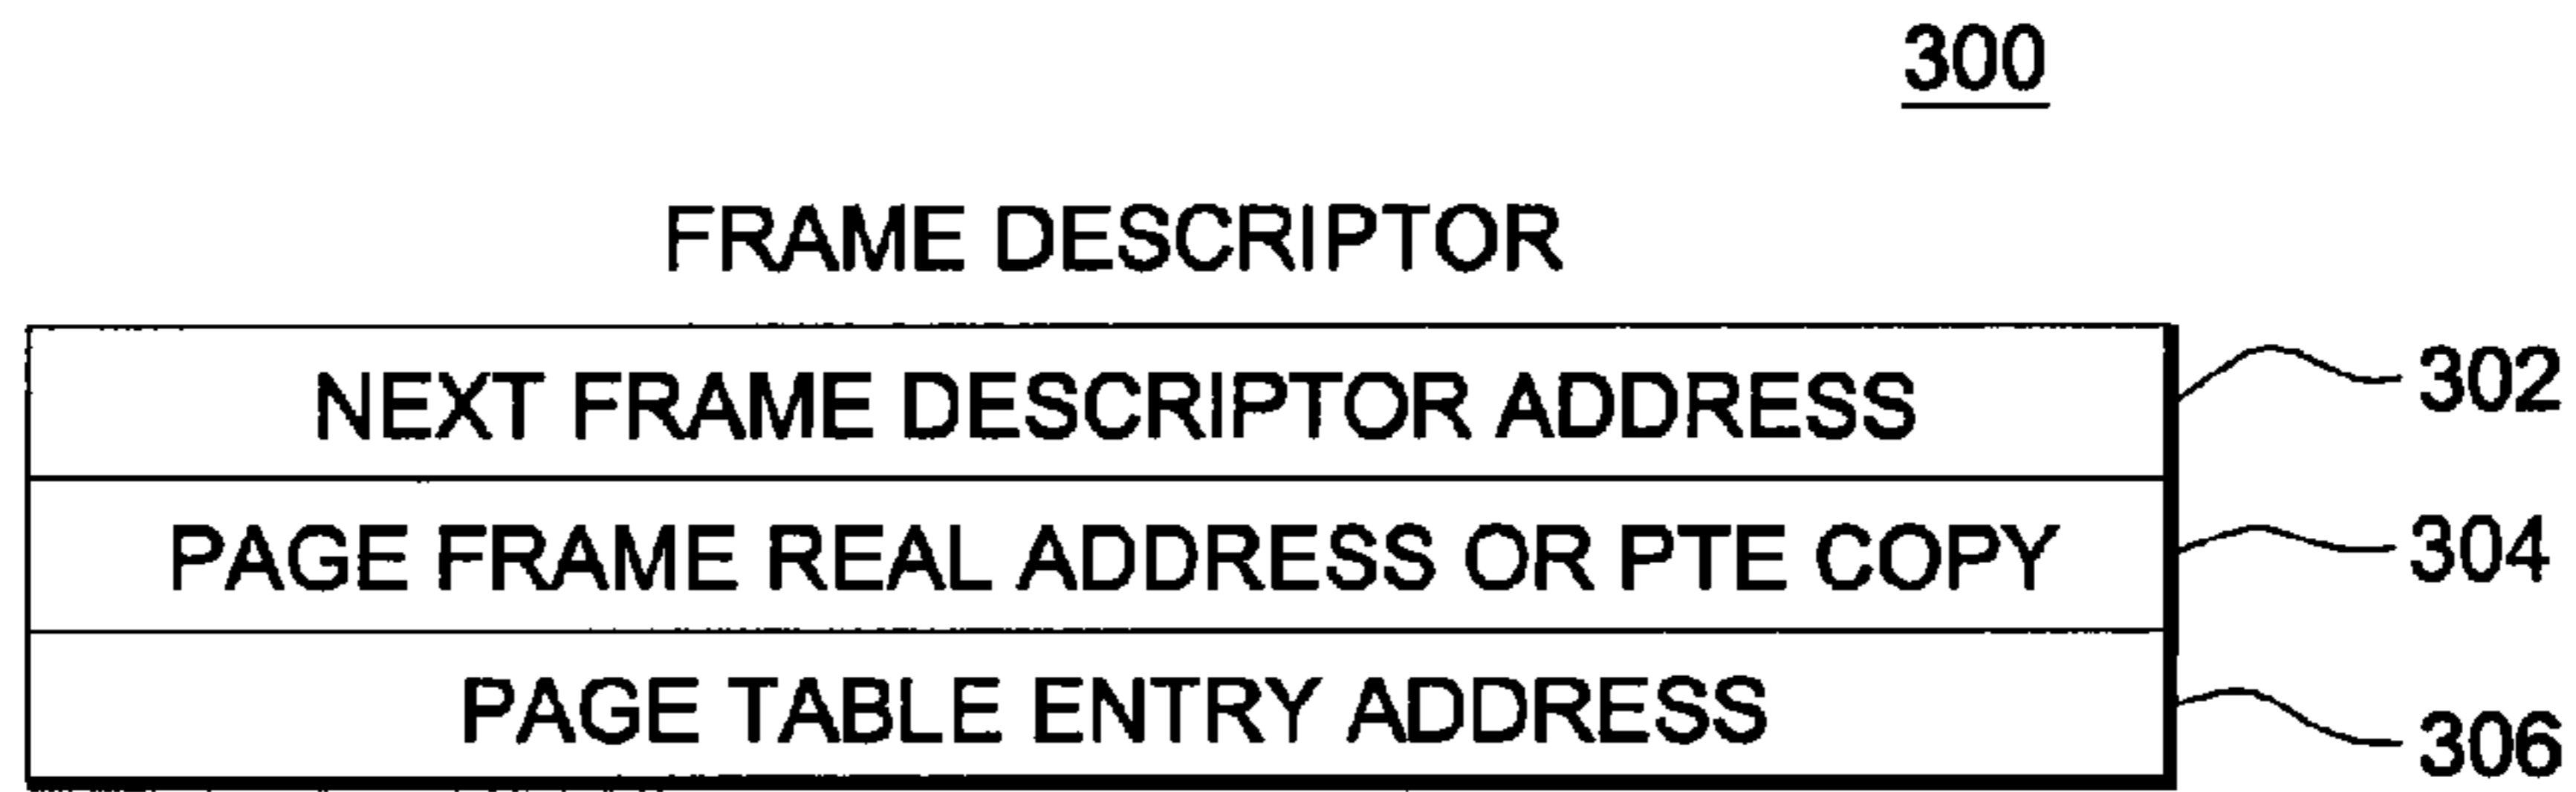 300
FRAME DESCRIPTOR
NEXT FRAME DESCRIPTOR ADDRESS 302
PAGE FRAME REAL ADDRESS OR PTE COPY 304
PAGE TABLE ENTRY ADDRESS 306